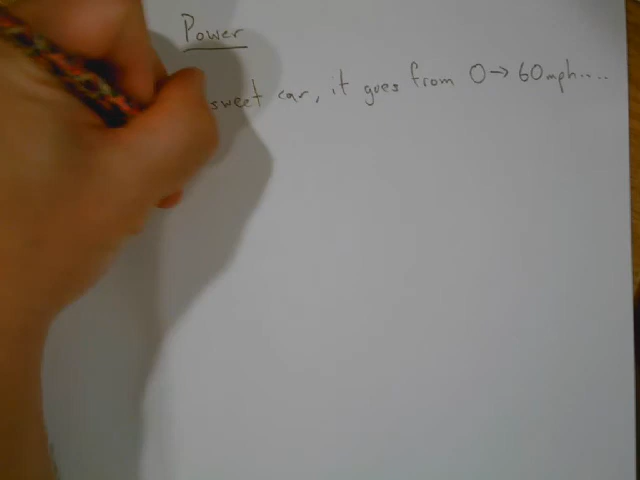 Power
sweet car, it goes from 0→60mph....